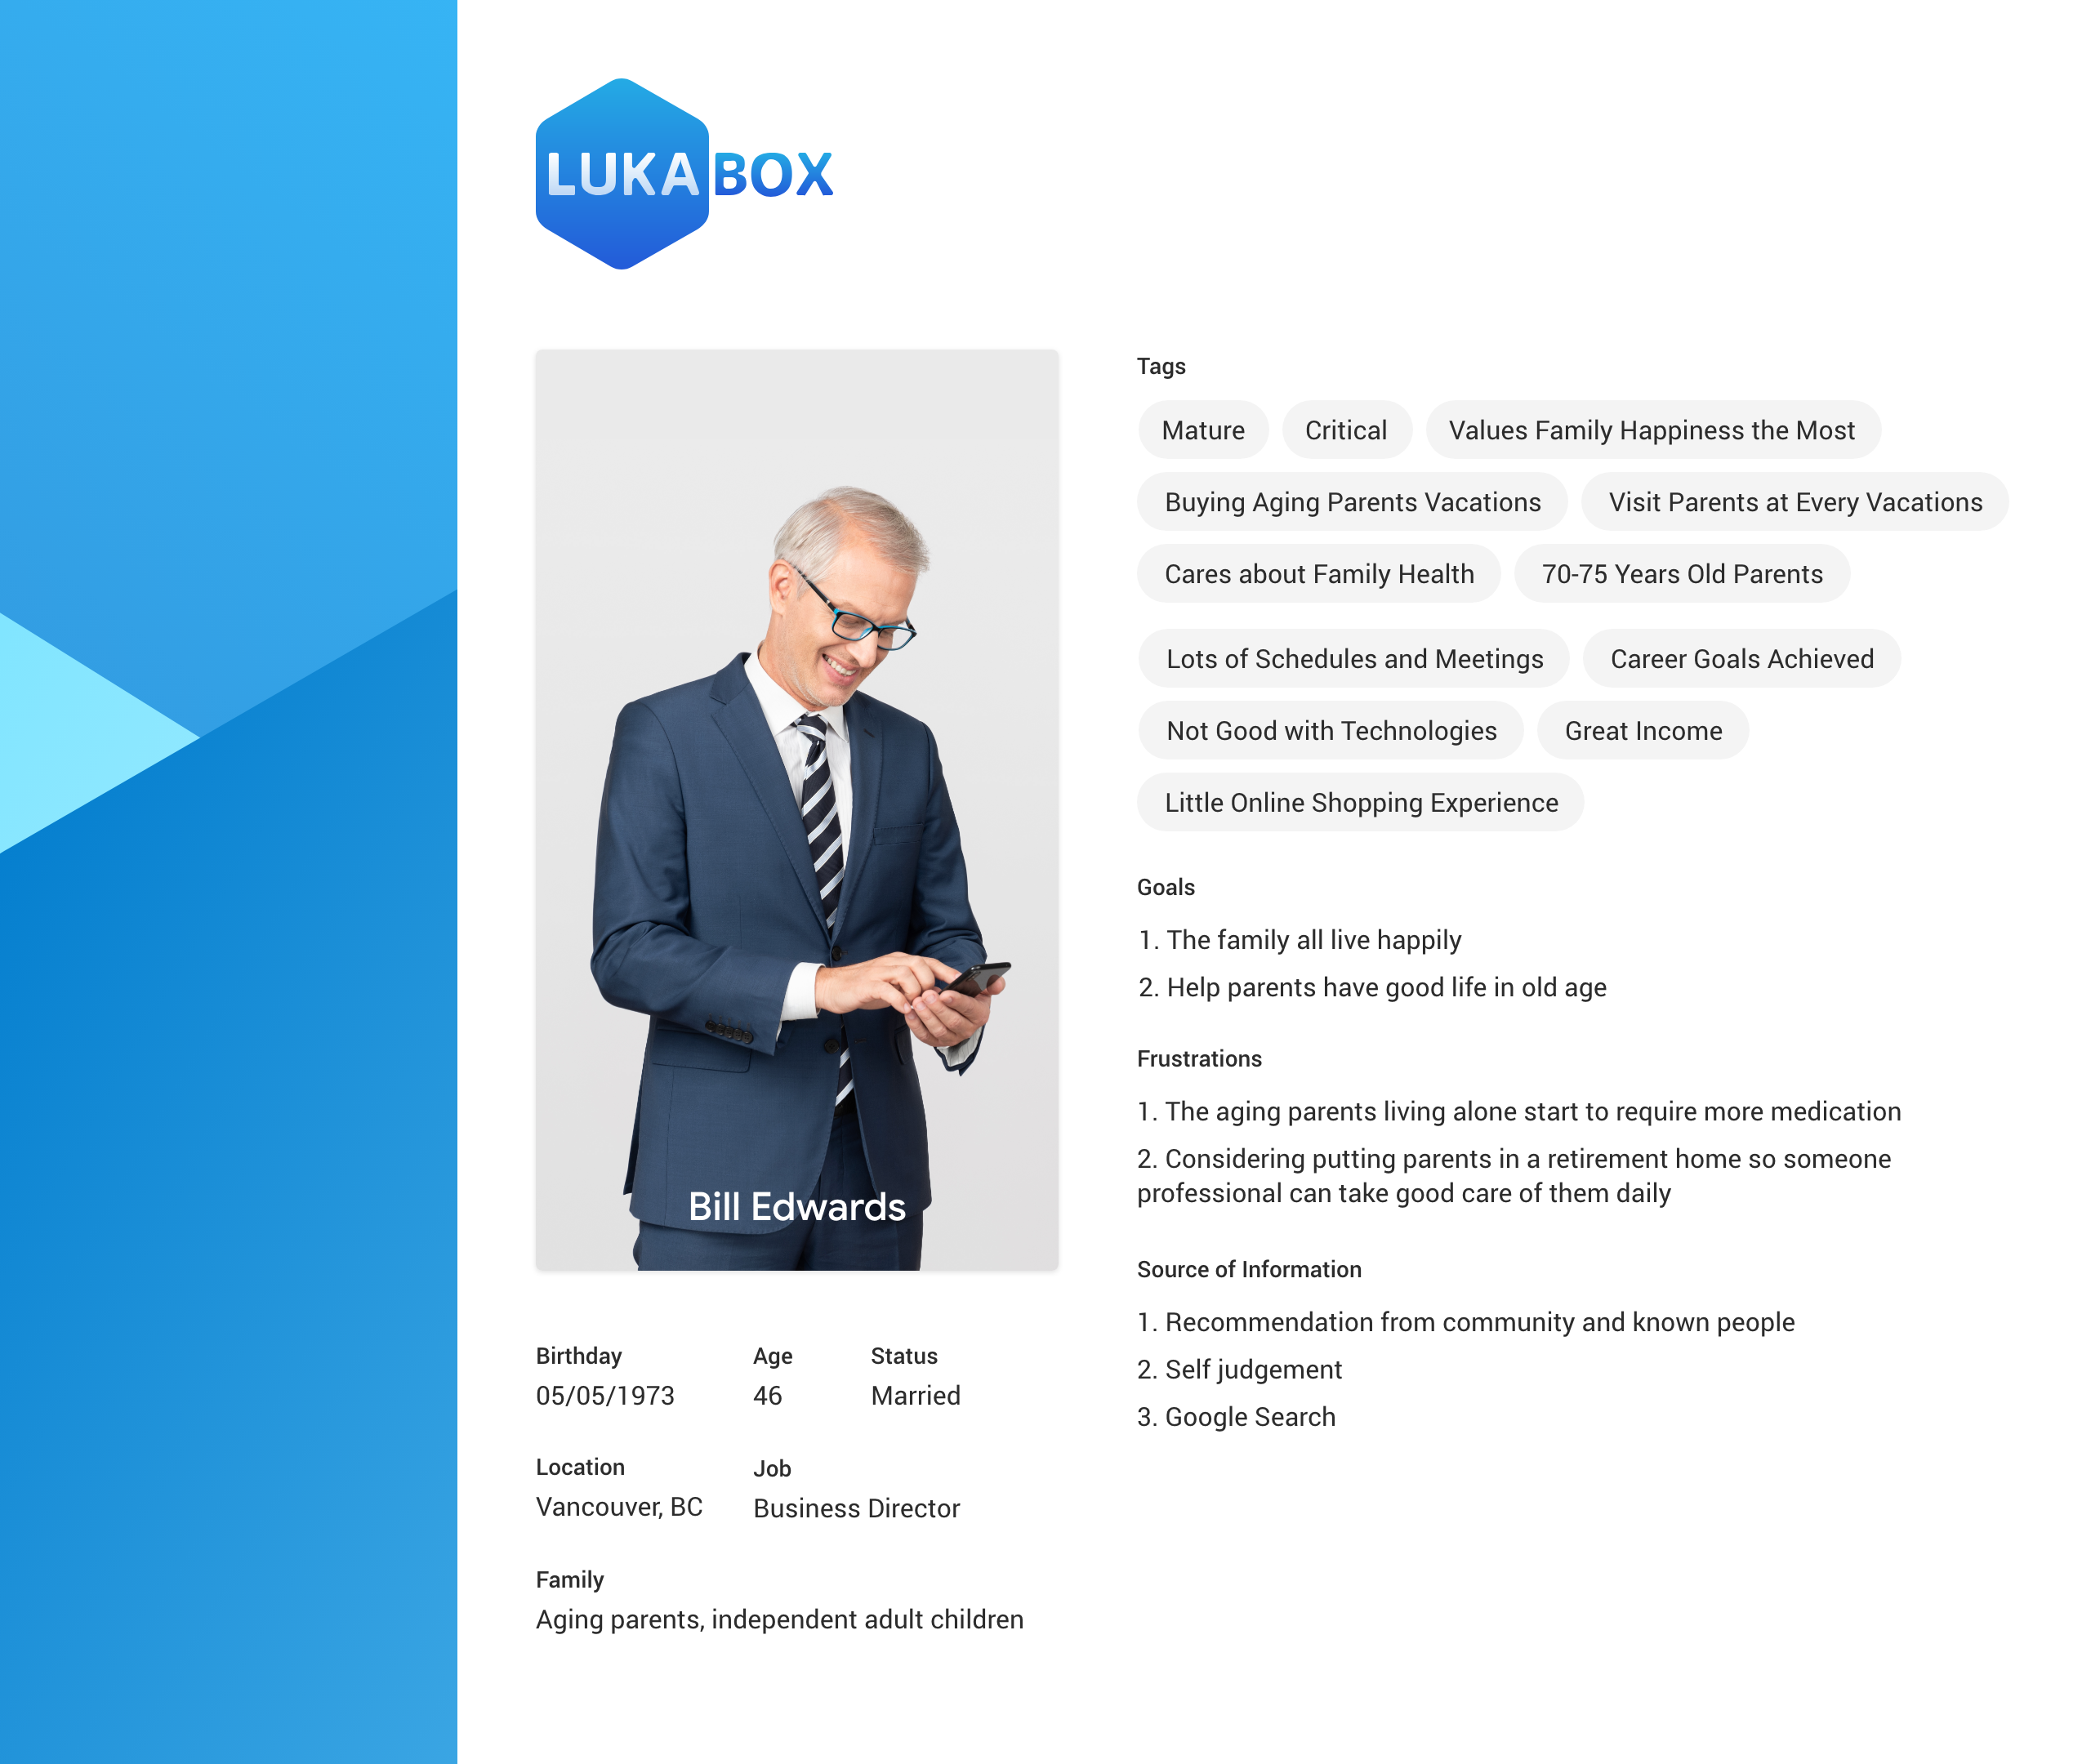 LUKABOX
Bill Edwards
Birthday
05/05/1973
Age
46
Status
Married
Location
Vancouver, BC
Job
Business Director
Family
Aging parents, independent adult children
Tags
Mature
Critical
Values Family Happiness the Most
Buying Aging Parents Vacations
Visit Parents at Every Vacations
Cares about Family Health
70-75 Years Old Parents
Lots of Schedules and Meetings
Career Goals Achieved
Not Good with Technologies
Great Income
Little Online Shopping Experience
Goals
1. The family all live happily
2. Help parents have good life in old age
Frustrations
1. The aging parents living alone start to require more medication
2. Considering putting parents in a retirement home so someone
professional can take good care of them daily
Source of Information
1. Recommendation from community and known people
2. Self judgement
3. Google Search